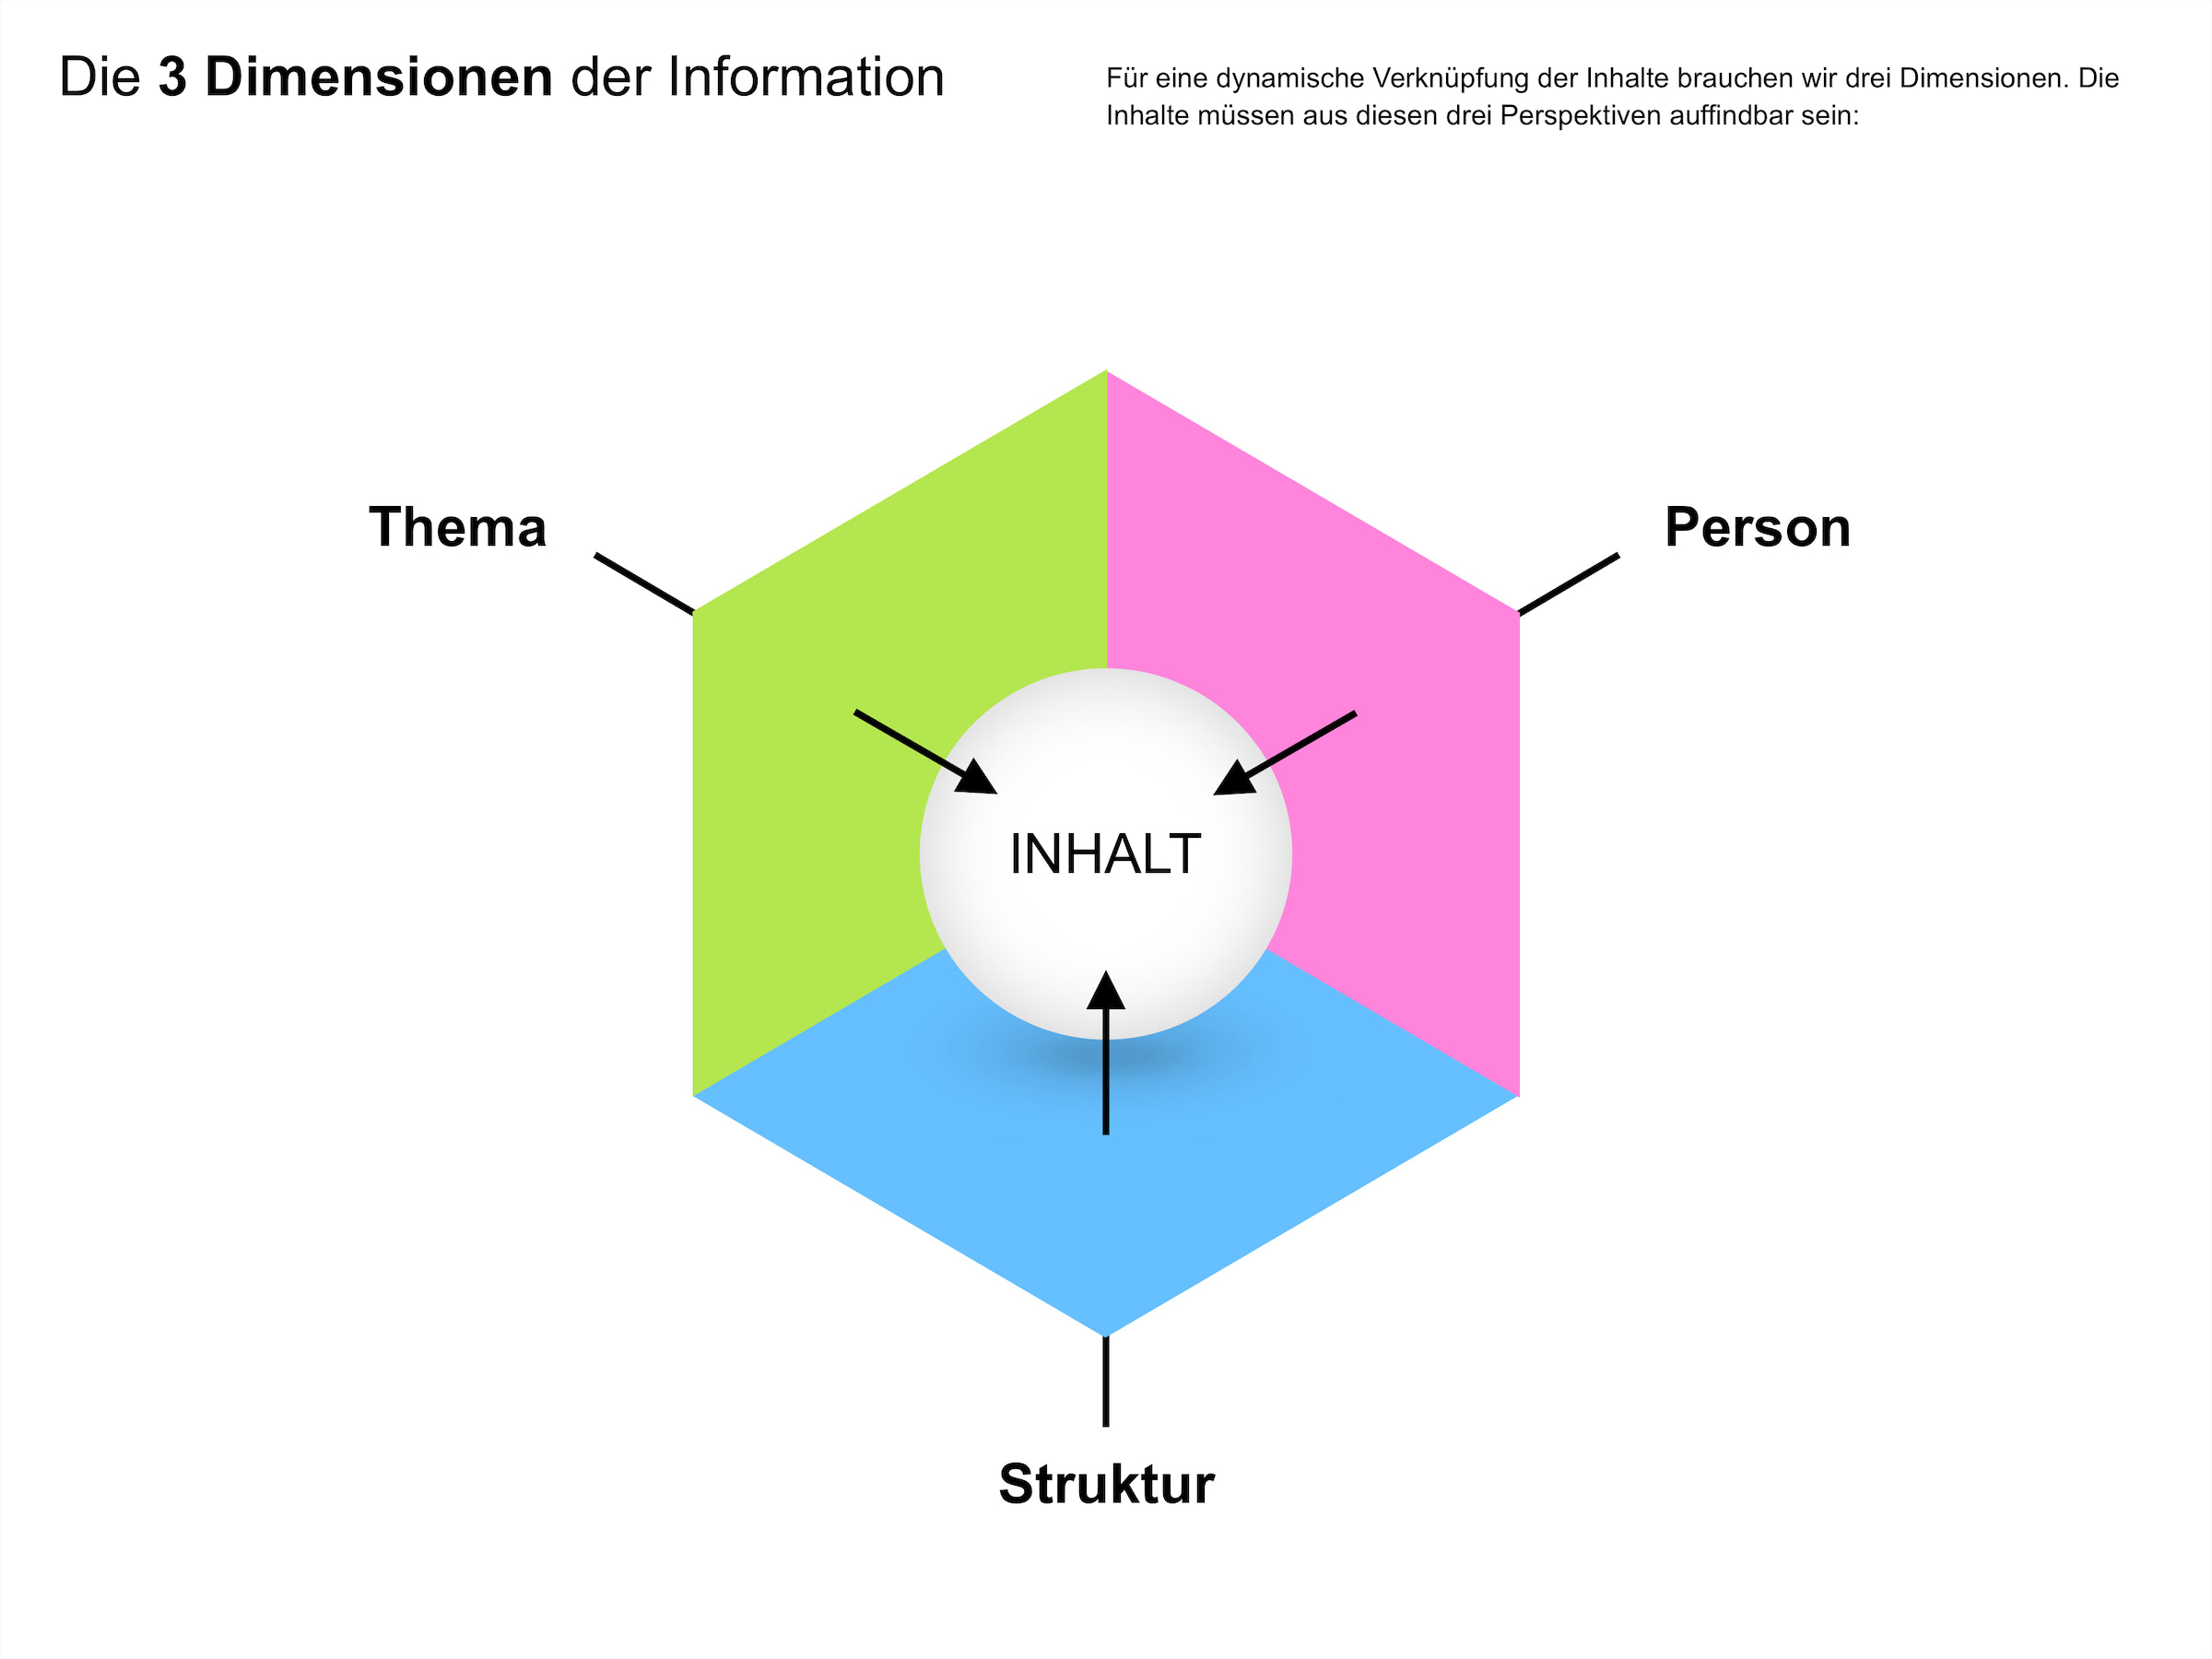 Die 3 Dimensionen der Information
Für eine dynamische Verknüpfung der Inhalte brauchen wir drei Dimensionen. Die
Inhalte müssen aus diesen drei Perspektiven auffindbar sein:
Thema
Person
INHALT
Struktur